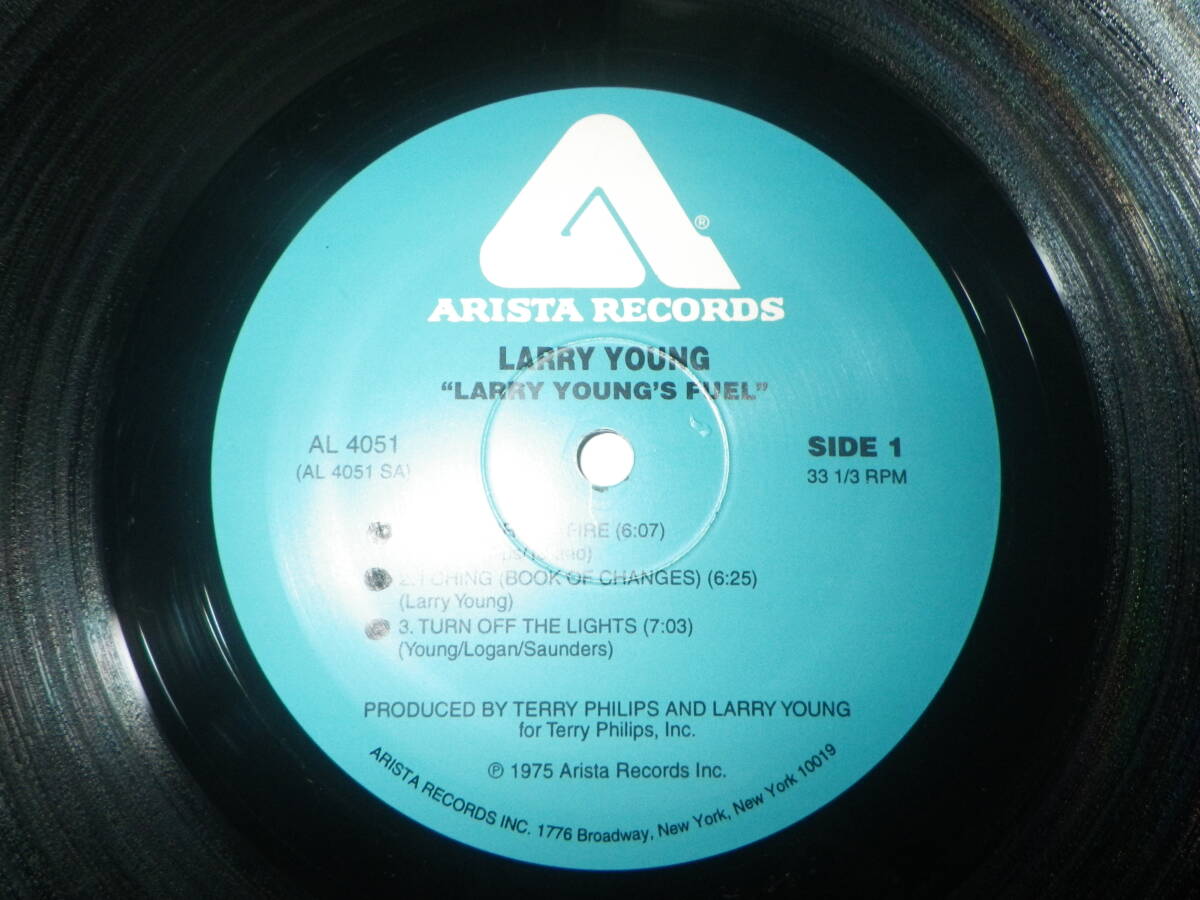 ®
ARISTA RECORDS
LARRY YOUNG
“LARRY YOUNG'S FUEL”
AL 4051
(AL 4051 SA)
SIDE 1
33 1/3 RPM
FIRE (6:07)
2. I CHING (BOOK OF CHANGES) (6:25)
(Larry Young)
3. TURN OFF THE LIGHTS (7:03)
(Young/Logan/Saunders)
PRODUCED BY TERRY PHILIPS AND LARRY YOUNG
for Terry Philips, Inc.
℗ 1975 Arista Records Inc.
ARISTA RECORDS INC. 1776 Broadway, New York, New York 10019